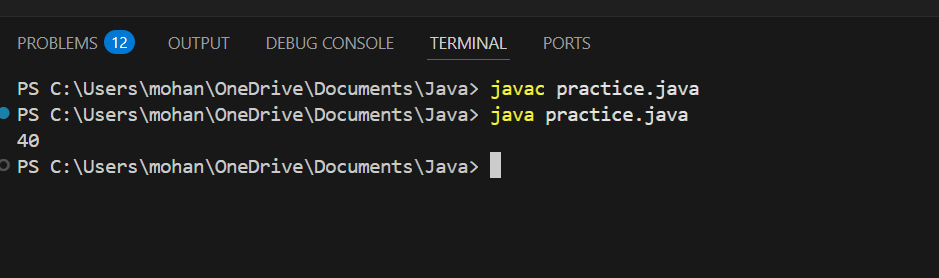 PROBLEMS 12 OUTPUT DEBUG CONSOLE TERMINAL PORTS
PS C:\Users\mohan\OneDrive\Documents\Java> javac practice.java
PS C:\Users\mohan\OneDrive\Documents\Java> java practice.java
40
PS C:\Users\mohan\OneDrive\Documents\Java>